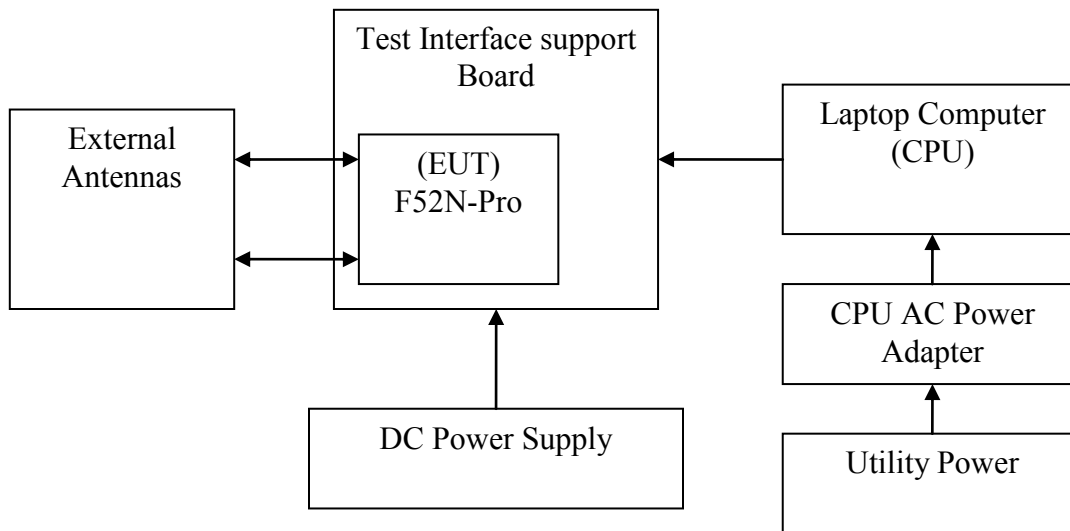 Test Interface support
Board
External
Antennas
(EUT)
F52N-Pro
Laptop Computer
(CPU)
CPU AC Power
Adapter
DC Power Supply
Utility Power